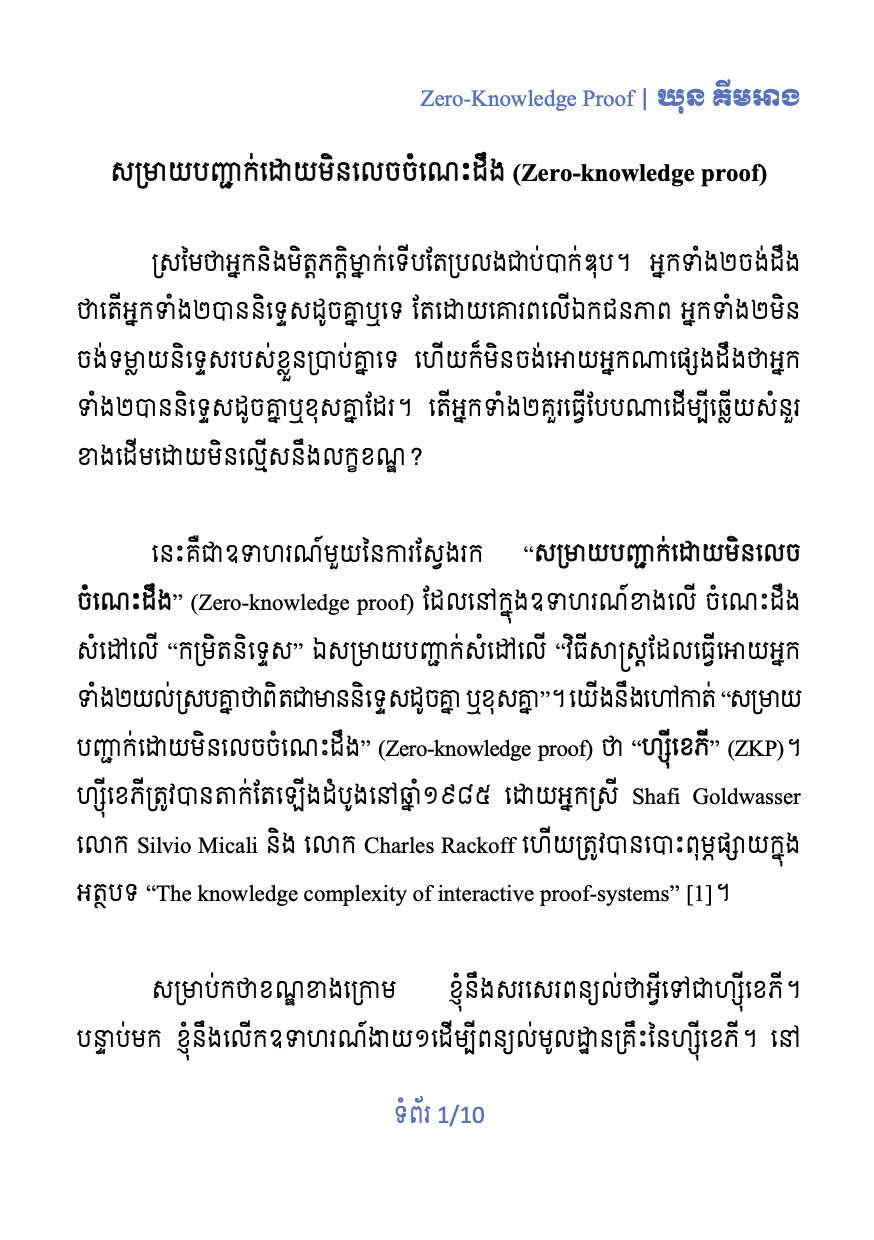 Zero-Knowledge Proof | ឃុន គីមអាង
សម្រាយបញ្ជាក់ដោយមិនលេចចំណេះដឹង (Zero-knowledge proof)
ស្រមៃថាអ្នកនិងមិត្តភក្តិម្នាក់ទើបតែប្រលងជាប់បាក់ឌុប។ អ្នកទាំង២ចង់ដឹង
ថាតើអ្នកទាំង២បាននិទ្ទេសដូចគ្នាឬទេ តែដោយគោរពលើឯកជនភាព អ្នកទាំង២មិន
ចង់ទម្លាយនិទ្ទេសរបស់ខ្លួនប្រាប់គ្នាទេ ហើយក៏មិនចង់អោយអ្នកណាផ្សេងដឹងថាអ្នក
ទាំង២បាននិទ្ទេសដូចគ្នាឬខុសគ្នាដែរ។ តើអ្នកទាំង២គួរធ្វើបែបណាដើម្បីឆ្លើយសំនួរ
ខាងដើមដោយមិនល្មើសនឹងលក្ខខណ្ឌ?
នេះគឺជាឧទាហរណ៍មួយនៃការស្វែងរក “សម្រាយបញ្ជាក់ដោយមិនលេច
ចំណេះដឹង” (Zero-knowledge proof) ដែលនៅក្នុងឧទាហរណ៍ខាងលើ ចំណេះដឹង
សំដៅលើ “កម្រិតនិទ្ទេស” ឯសម្រាយបញ្ជាក់សំដៅលើ “វិធីសាស្ត្រដែលធ្វើអោយអ្នក
ទាំង២យល់ស្របគ្នាថាពិតជាមាននិទ្ទេសដូចគ្នា ឬខុសគ្នា”។ យើងនឹងហៅកាត់ “សម្រាយ
បញ្ជាក់ដោយមិនលេចចំណេះដឹង” (Zero-knowledge proof) ថា “ហ្ស៊ីខេភី” (ZKP)។
ហ្ស៊ីខេភីត្រូវបានតាក់តែឡើងដំបូងនៅឆ្នាំ១៩៨៥ ដោយអ្នកស្រី Shafi Goldwasser
លោក Silvio Micali និង លោក Charles Rackoff ហើយត្រូវបានបោះពុម្ភផ្សាយក្នុង
អត្ថបទ “The knowledge complexity of interactive proof-systems” [1]។
សម្រាប់កថាខណ្ឌខាងក្រោម ខ្ញុំនឹងសរសេរពន្យល់ថាអ្វីទៅជាហ្ស៊ីខេភី។
បន្ទាប់មក ខ្ញុំនឹងលើកឧទាហរណ៍ងាយ១ដើម្បីពន្យល់មូលដ្ឋានគ្រឹះនៃហ្ស៊ីខេភី។ នៅ
ទំព័រ 1/10